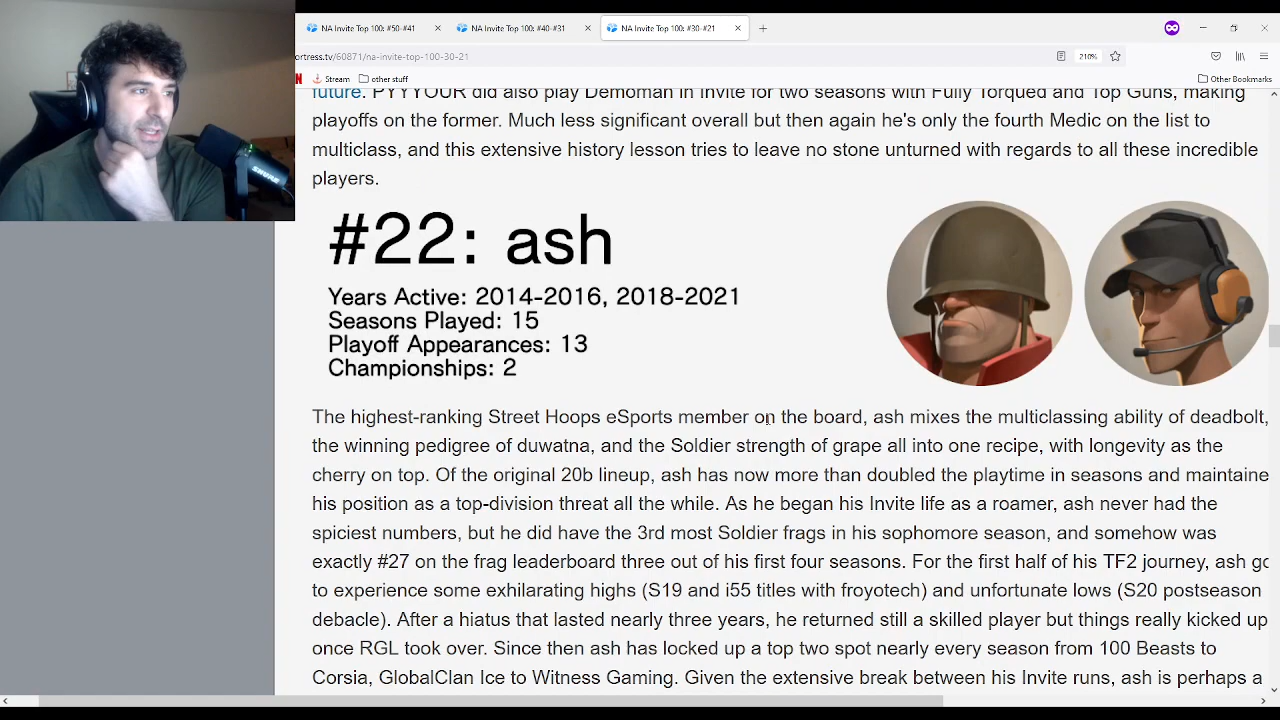 NA Invite Top 100: #50-#41
NA Invite Top 100: #40-#31
NA Invite Top 100: #30-#21
ortress.tv/60871/na-invite-top-100-30-21
210%
Stream
other stuff
Other Bookmarks
future. PYYYOUR did also play Demoman in Invite for two seasons with Fully Torqued and Top Guns, making
playoffs on the former. Much less significant overall but then again he's only the fourth Medic on the list to
multiclass, and this extensive history lesson tries to leave no stone unturned with regards to all these incredible
players.
#22: ash
Years Active: 2014-2016, 2018-2021
Seasons Played: 15
Playoff Appearances: 13
Championships: 2
The highest-ranking Street Hoops eSports member on the board, ash mixes the multiclassing ability of deadbolt,
the winning pedigree of duwatna, and the Soldier strength of grape all into one recipe, with longevity as the
cherry on top. Of the original 20b lineup, ash has now more than doubled the playtime in seasons and maintaine
his position as a top-division threat all the while. As he began his Invite life as a roamer, ash never had the
spiciest numbers, but he did have the 3rd most Soldier frags in his sophomore season, and somehow was
exactly #27 on the frag leaderboard three out of his first four seasons. For the first half of his TF2 journey, ash go
to experience some exhilarating highs (S19 and i55 titles with froyotech) and unfortunate lows (S20 postseason
debacle). After a hiatus that lasted nearly three years, he returned still a skilled player but things really kicked up
once RGL took over. Since then ash has locked up a top two spot nearly every season from 100 Beasts to
Corsia, GlobalClan Ice to Witness Gaming. Given the extensive break between his Invite runs, ash is perhaps a
SHURE